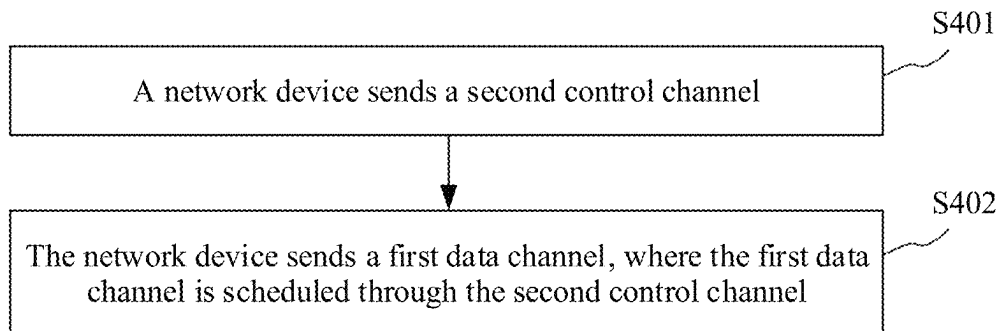 S401
A network device sends a second control channel
S402
The network device sends a first data channel, where the first data
channel is scheduled through the second control channel